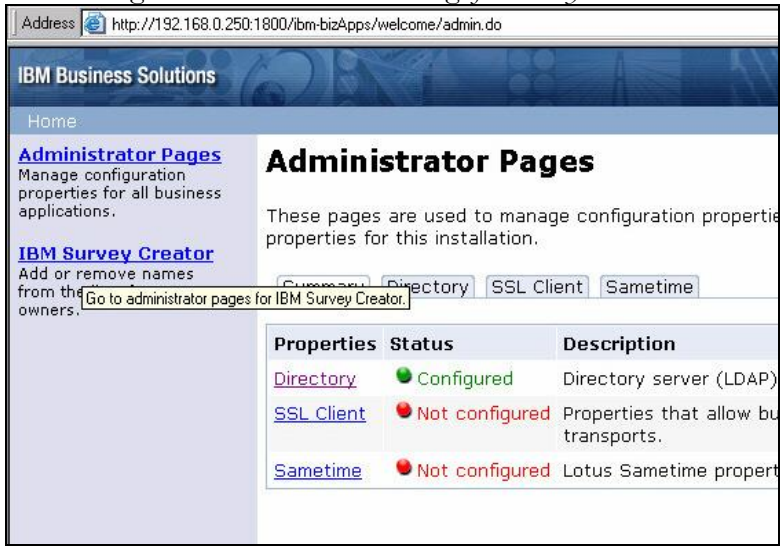 Address http://192.168.0.250:1800/ibm-bizApps/welcome/admin.do
IBM Business Solutions
Home
Administrator Pages
Manage configuration
properties for all business
applications.
IBM Survey Creator
Add or remove names
from the
owners.
Go to administrator pages for IBM Survey Creator.
Administrator Pages
These pages are used to manage configuration
properties for this installation.
Summary Directory SSL Client Sametime
Properties Status Description
Directory Configured Directory server (LDAP)
SSL Client Not configured Properties that allow
transports.
Sametime Not configured Lotus Sametime